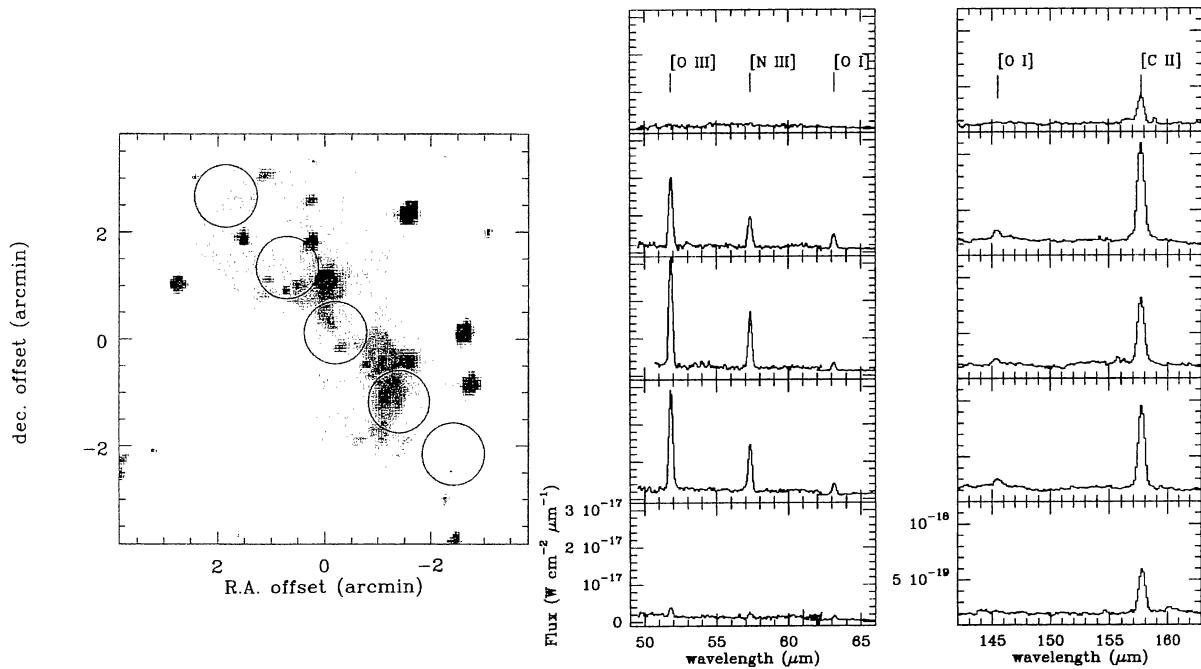 [O III]
[N III]
[O I]
[O I]
[C II]
dec. offset (arcmin)
2
0
−2
2
0
−2
R.A. offset (arcmin)
Flux (W cm⁻² μm⁻¹)
3 10⁻¹⁷
2 10⁻¹⁷
10⁻¹⁷
0
50
55
60
65
wavelength (μm)
10⁻¹⁸
5 10⁻¹⁹
145
150
155
160
wavelength (μm)